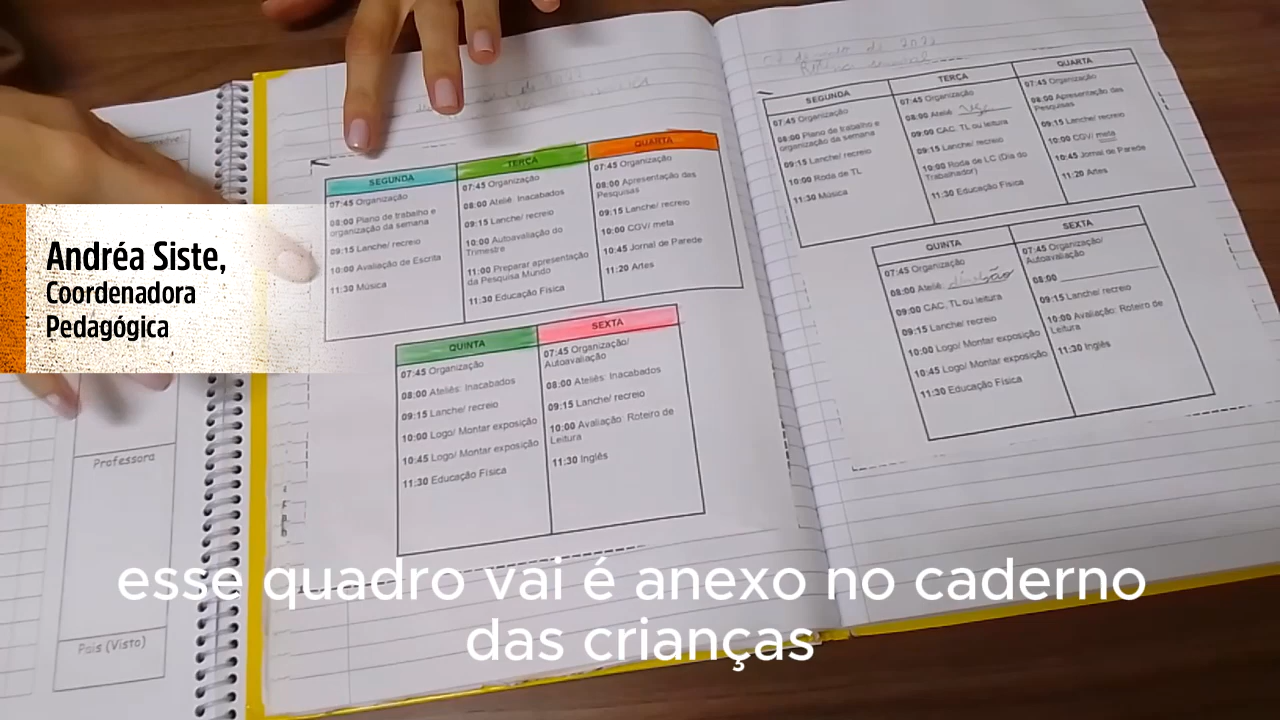 Andréa Siste,
Coordenadora
Pedagógica
Professora
Pais (Visto)
SEGUNDA
07:45 Organização
08:00 Plano de trabalho e
organização da semana
09:15 Lanche/ recreio
10:00 Avaliação de Escrita
11:30 Música
TERÇA
07:45 Organização
08:00 Ateliê: Inacabados
09:15 Lanche/ recreio
10:00 Autoavaliação do
Trimestre
11:00 Preparar apresentação
da Pesquisa Mundo
11:30 Educação Física
QUARTA
07:45 Organização
08:00 Apresentação das
Pesquisas
09:15 Lanche/ recreio
10:00 CGV/ meta
10:45 Jornal de Parede
11:20 Artes
QUINTA
07:45 Organização
08:00 Ateliês: Inacabados
09:15 Lanche/ recreio
10:00 Logo/ Montar exposição
10:45 Logo/ Montar exposição
11:30 Educação Física
SEXTA
07:45 Organização/
Autoavaliação
08:00 Ateliês: Inacabados
09:15 Lanche/ recreio
10:00 Avaliação: Roteiro de
Leitura
11:30 Inglês
de 2022
SEGUNDA
07:45 Organização
08:00 Plano de trabalho e
organização da semana
09:15 Lanche/ recreio
10:00 Roda de TL
11:30 Música
TERÇA
07:45 Organização
08:00 Ateliê
09:00 CAC, TL ou leitura
09:15 Lanche/ recreio
10:00 Roda de LC (Dia do
Trabalhador)
11:30 Educação Física
QUARTA
07:45 Organização
08:00 Apresentação das
Pesquisas
09:15 Lanche/ recreio
10:00 CGV/ meta
10:45 Jornal de Parede
11:20 Artes
QUINTA
07:45 Organização
08:00 Ateliê
09:00 CAC, TL ou leitura
09:15 Lanche/ recreio
10:00 Logo/ Montar exposição
10:45 Logo/ Montar exposição
11:30 Educação Física
SEXTA
07:45 Organização/
Autoavaliação
08:00
09:15 Lanche/ recreio
10:00 Avaliação: Roteiro de
Leitura
11:30 Inglês
esse quadro vai é anexo no caderno
das crianças